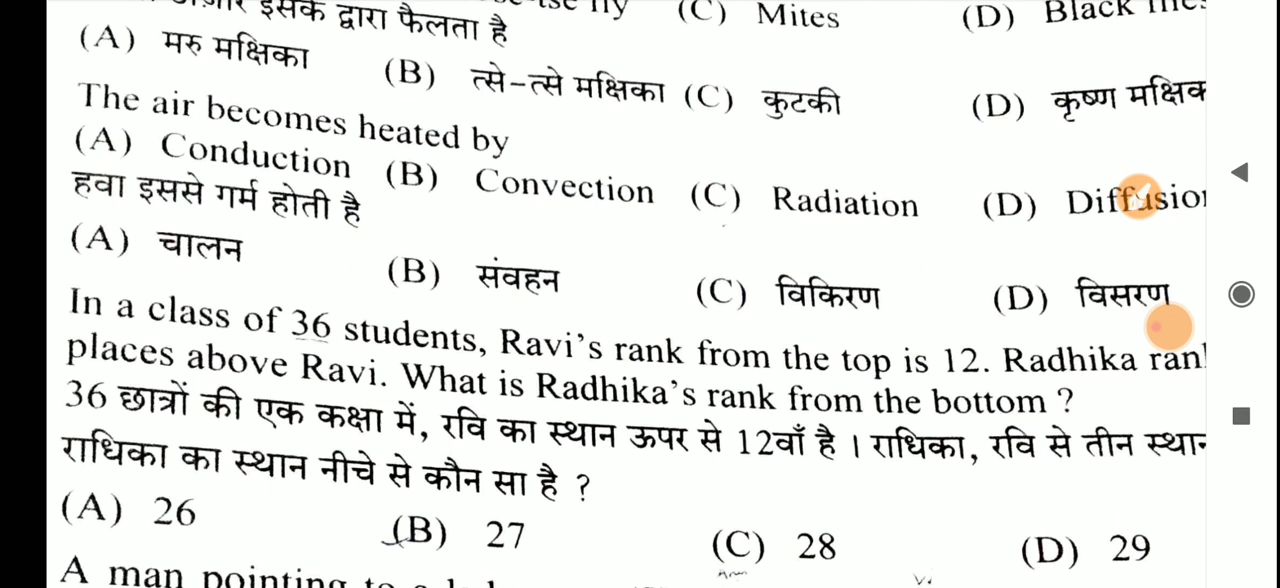 इसके द्वारा फैलता है
(C) Mites
(D) Black
(A) मरु मक्षिका (B) त्से-त्से मक्षिका (C) कुटकी (D) कृष्ण मक्षिक
The air becomes heated by
(A) Conduction (B) Convection (C) Radiation (D) Diffusion
हवा इससे गर्म होती है
(A) चालन (B) संवहन (C) विकिरण (D) विसरण
In a class of 36 students, Ravi's rank from the top is 12. Radhika ran
places above Ravi. What is Radhika's rank from the bottom ?
36 छात्रों की एक कक्षा में, रवि का स्थान ऊपर से 12वाँ है । राधिका, रवि से तीन स्थान
राधिका का स्थान नीचे से कौन सा है ?
(A) 26 (B) 27 (C) 28 (D) 29
A man pointing to a